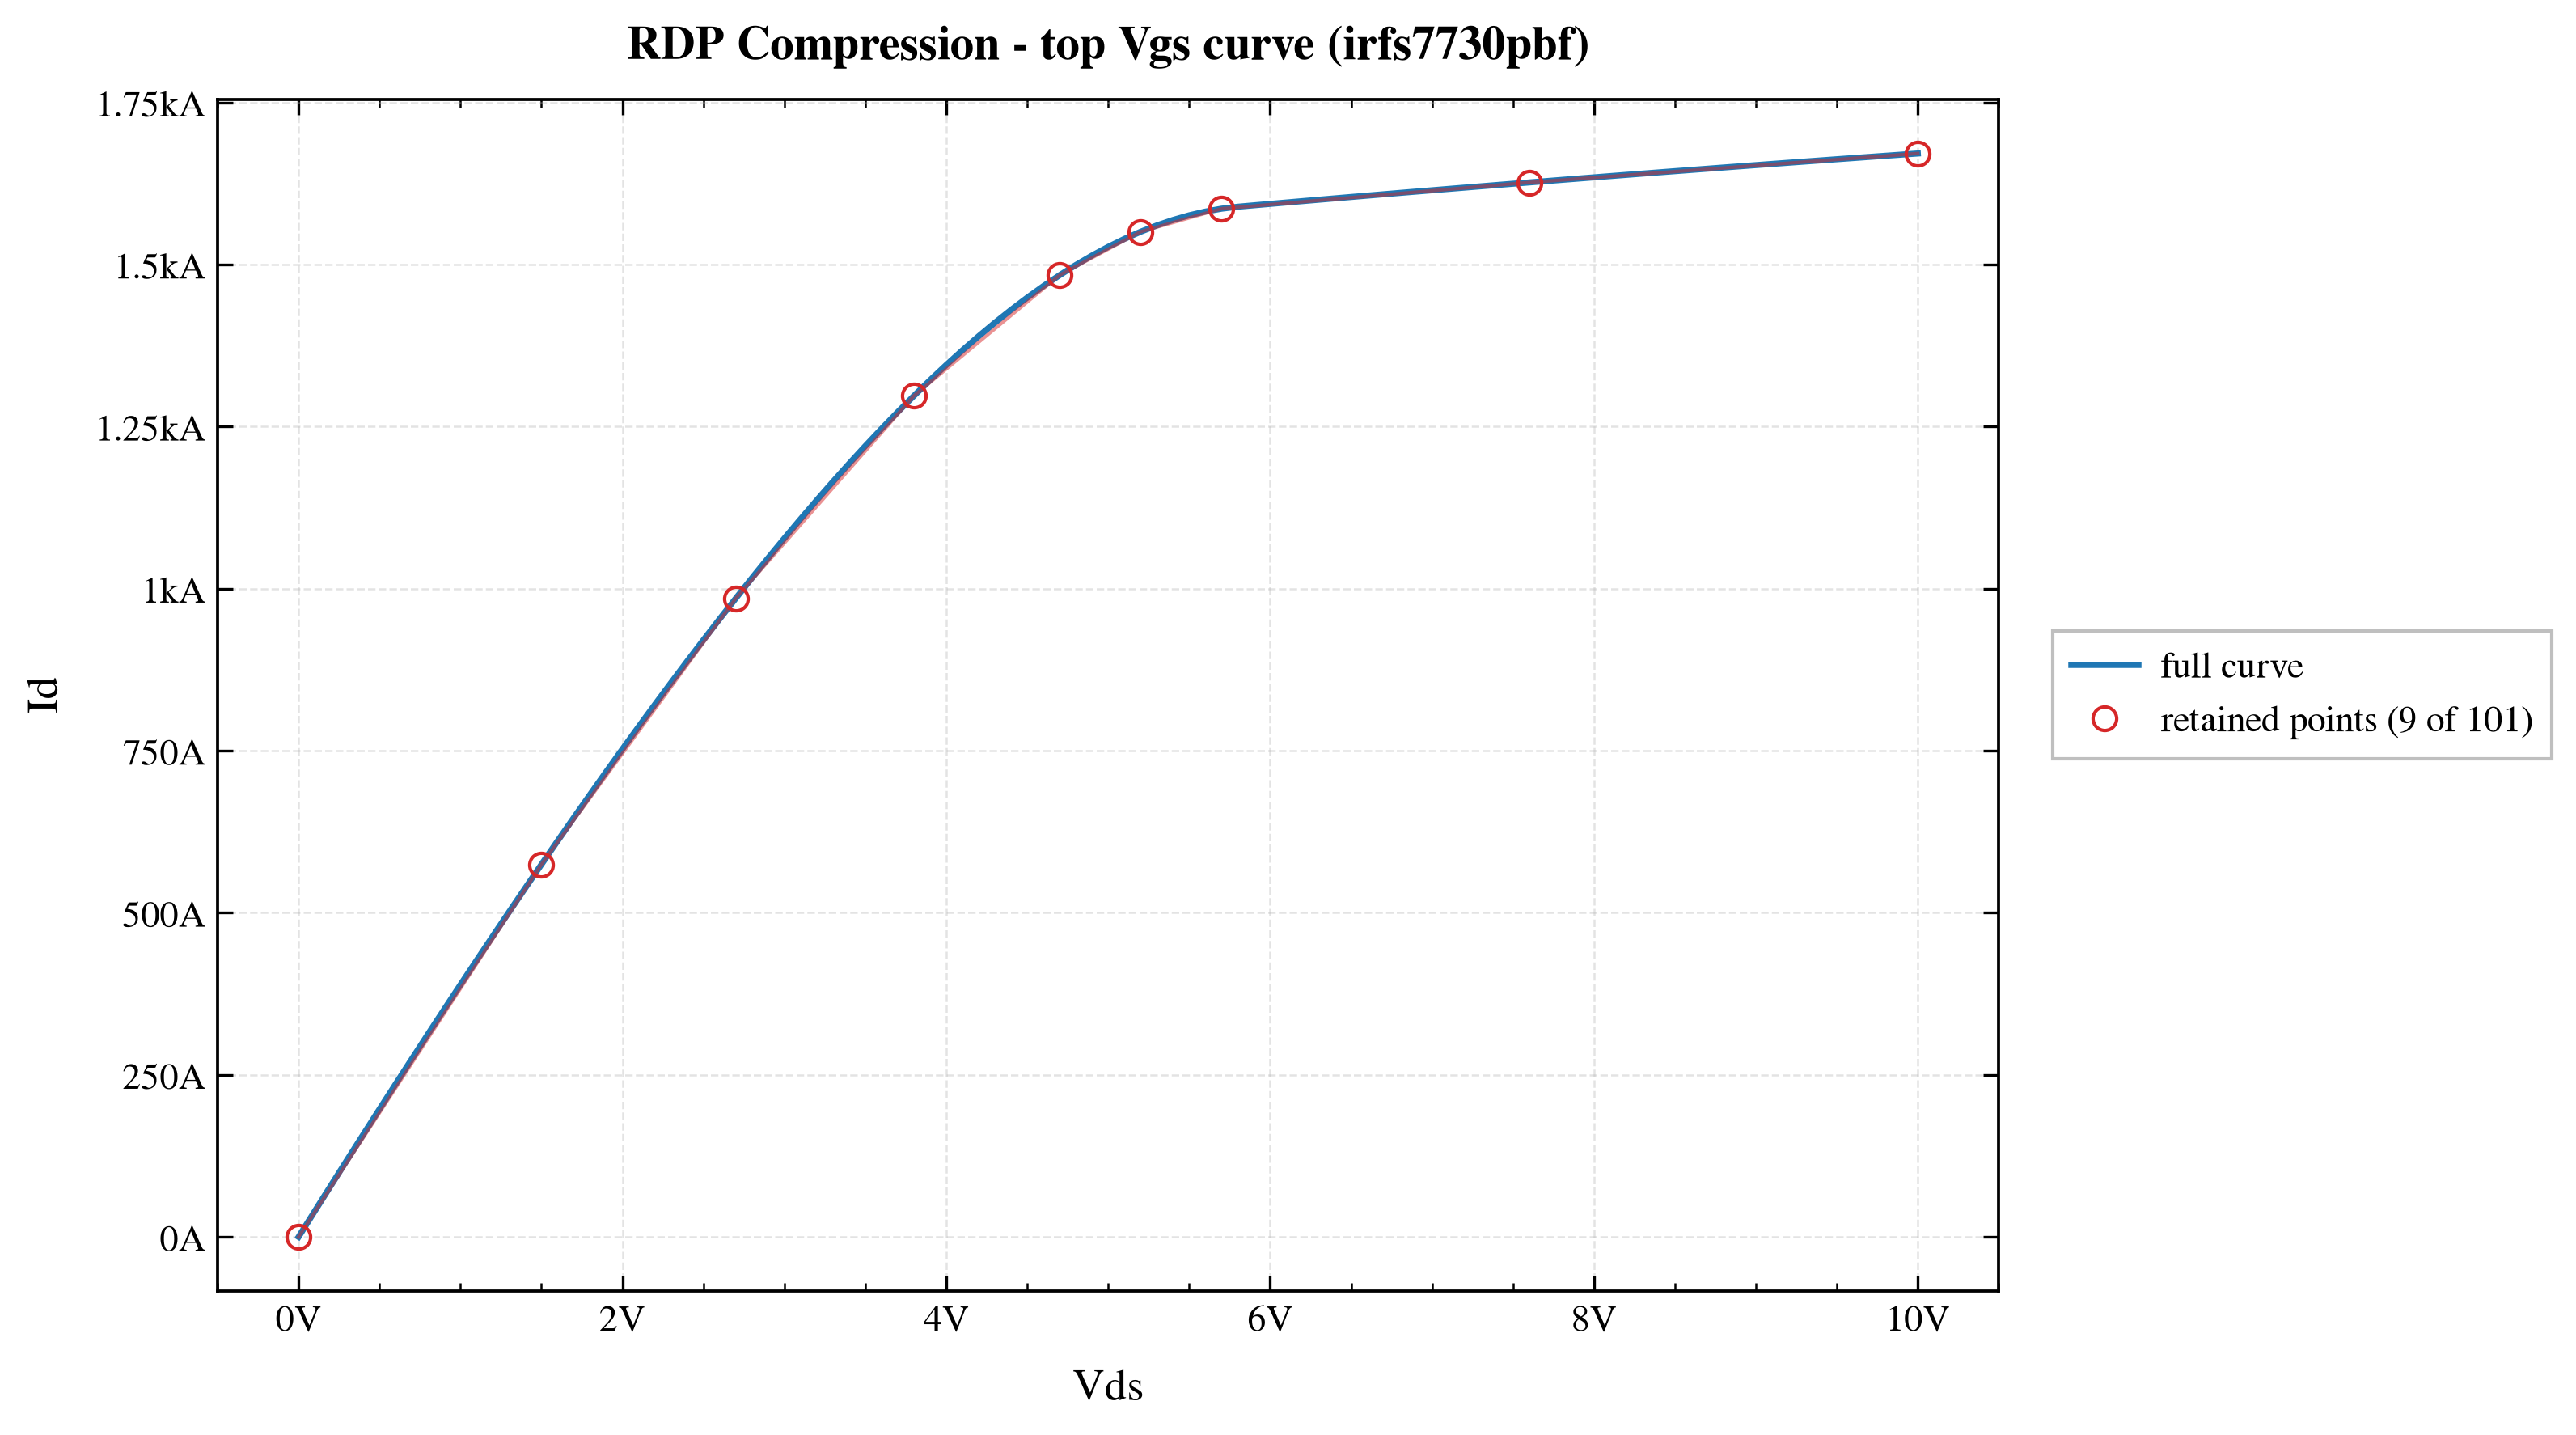 RDP Compression - top Vgs curve (irfs7730pbf)
1.75kA
1.5kA
1.25kA
1kA
750A
500A
250A
0A
Id
0V
2V
4V
6V
8V
10V
Vds
full curve
retained points (9 of 101)